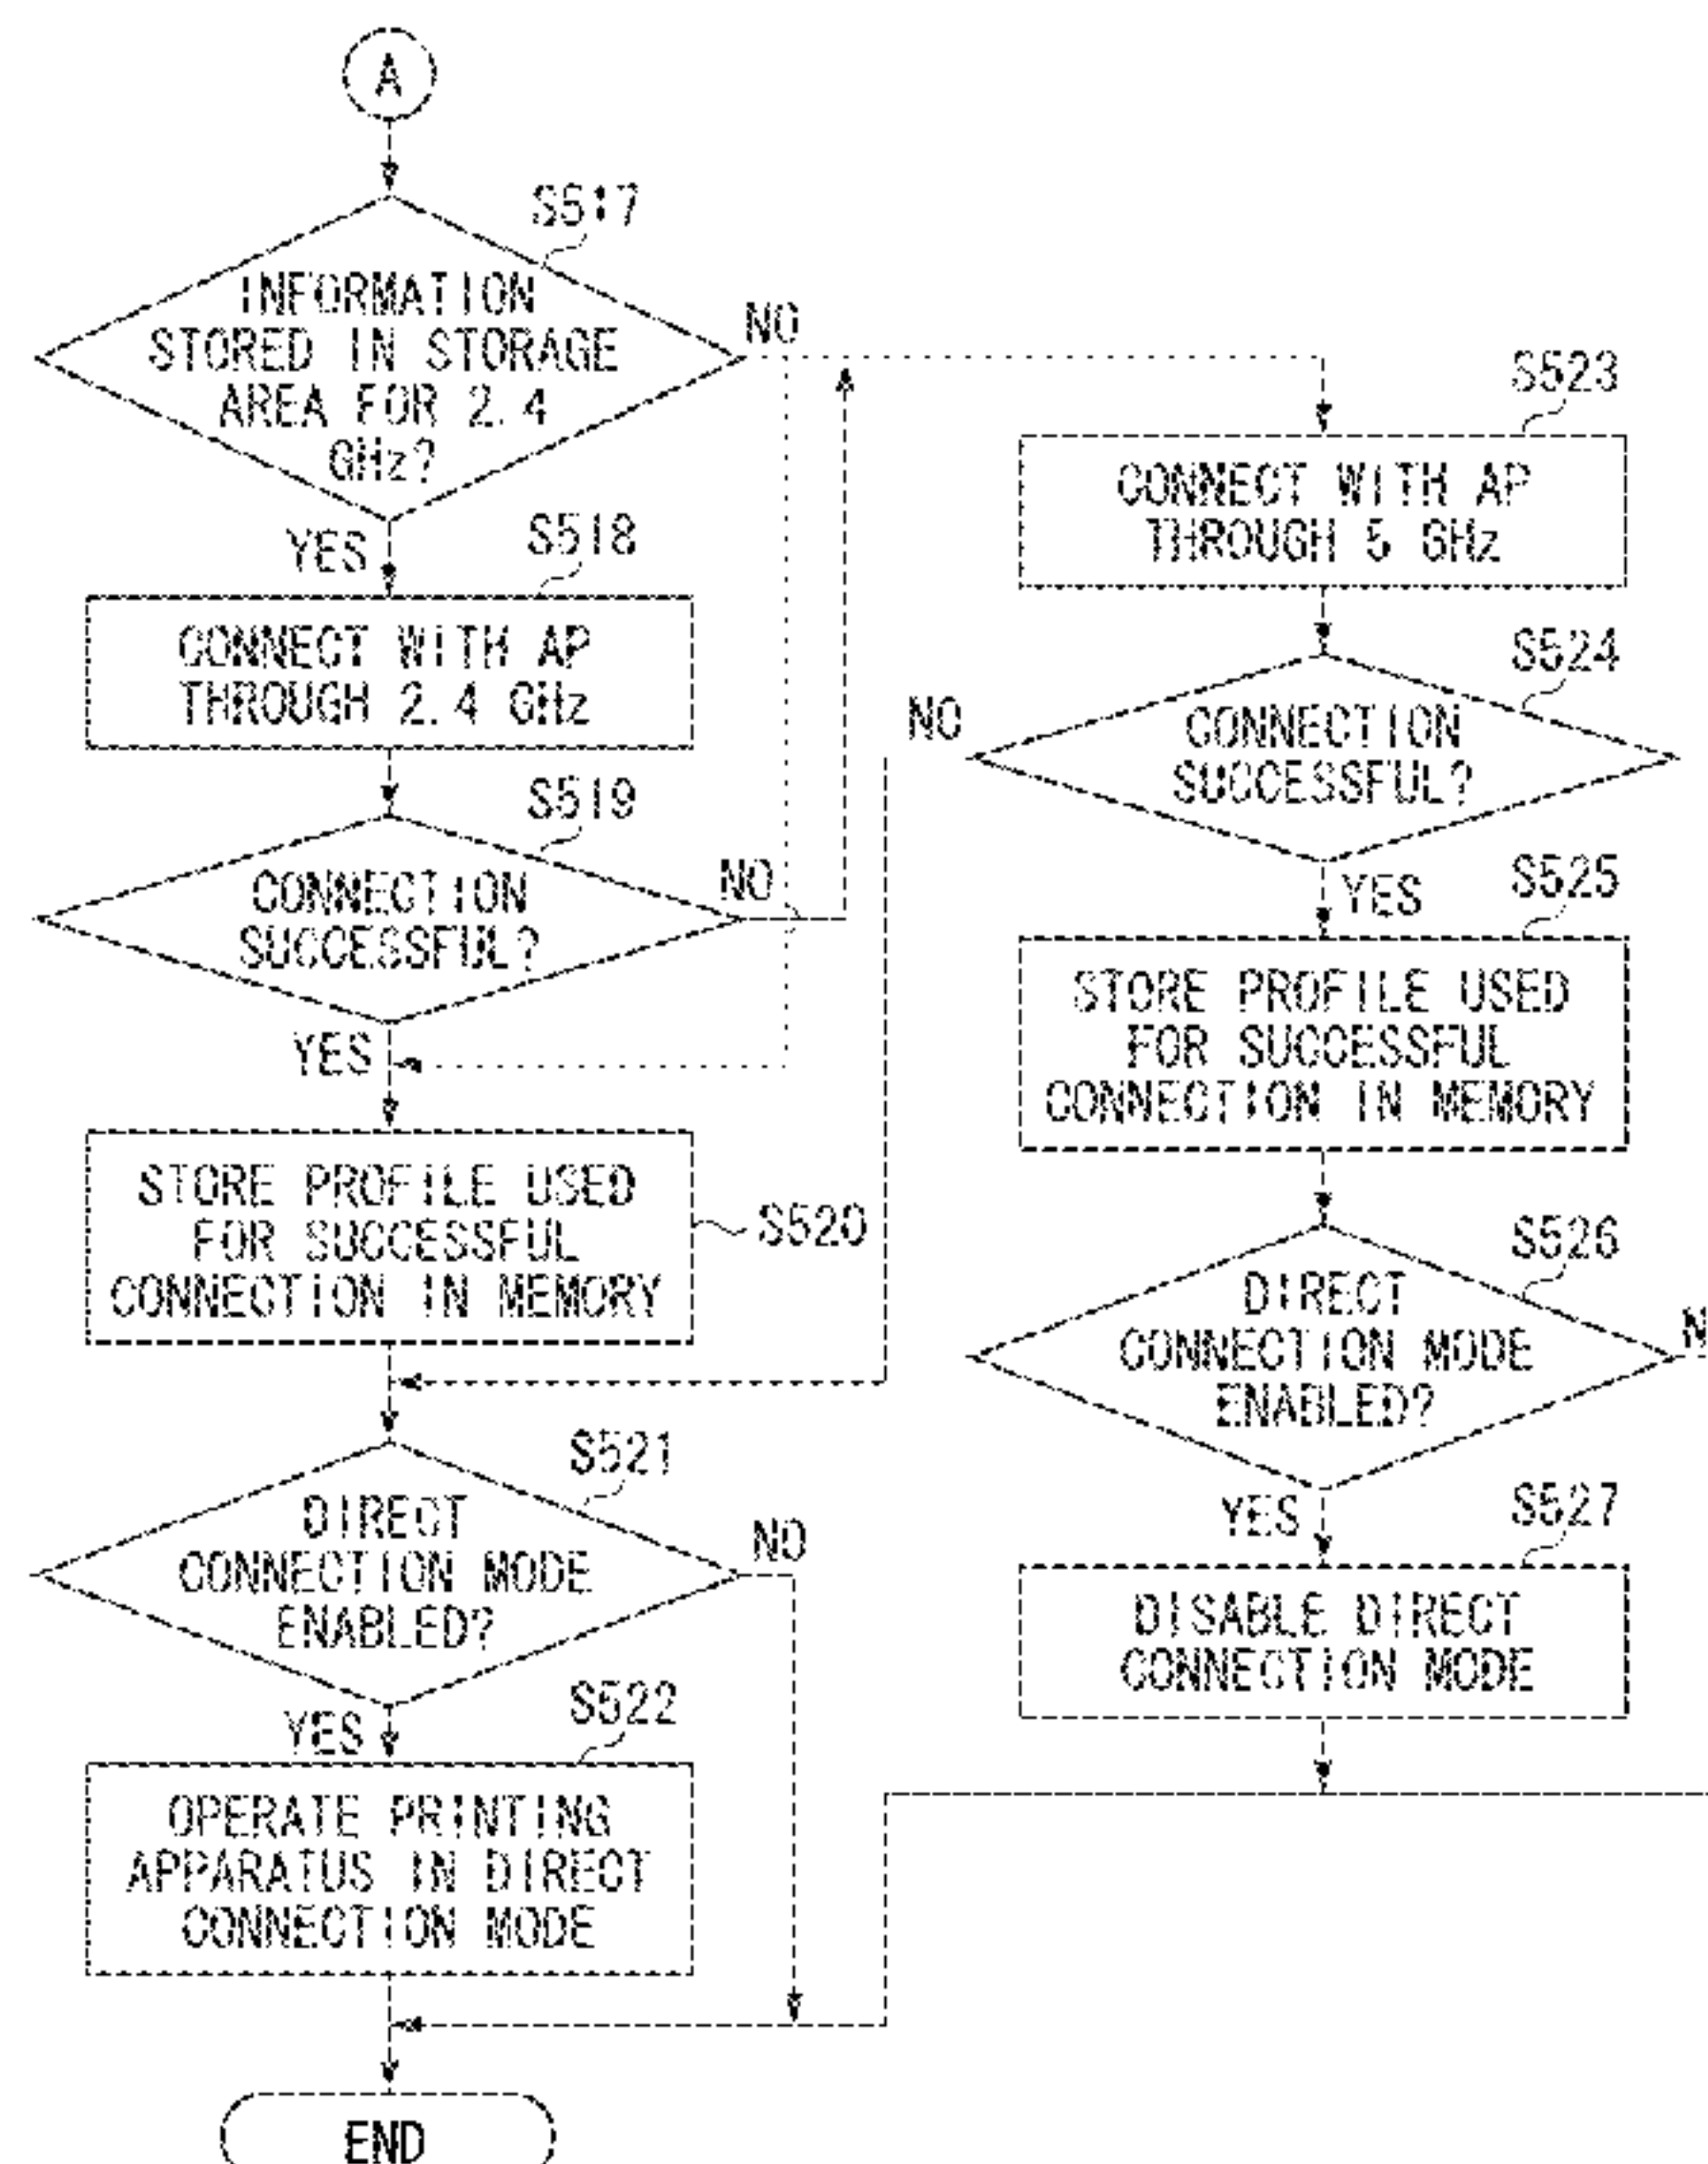 A
S517
INFORMATION
STORED IN STORAGE
AREA FOR 2.4
GHz?
NO
YES
S518
CONNECT WITH AP
THROUGH 2.4 GHz
S519
CONNECTION
SUCCESSFUL?
NO
YES
STORE PROFILE USED
FOR SUCCESSFUL
CONNECTION IN MEMORY
S520
S521
DIRECT
CONNECTION MODE
ENABLED?
NO
YES
S522
OPERATE PRINTING
APPARATUS IN DIRECT
CONNECTION MODE
END
S523
CONNECT WITH AP
THROUGH 5 GHz
S524
CONNECTION
SUCCESSFUL?
NO
YES
S525
STORE PROFILE USED
FOR SUCCESSFUL
CONNECTION IN MEMORY
S526
DIRECT
CONNECTION MODE
ENABLED?
N
YES
S527
DISABLE DIRECT
CONNECTION MODE